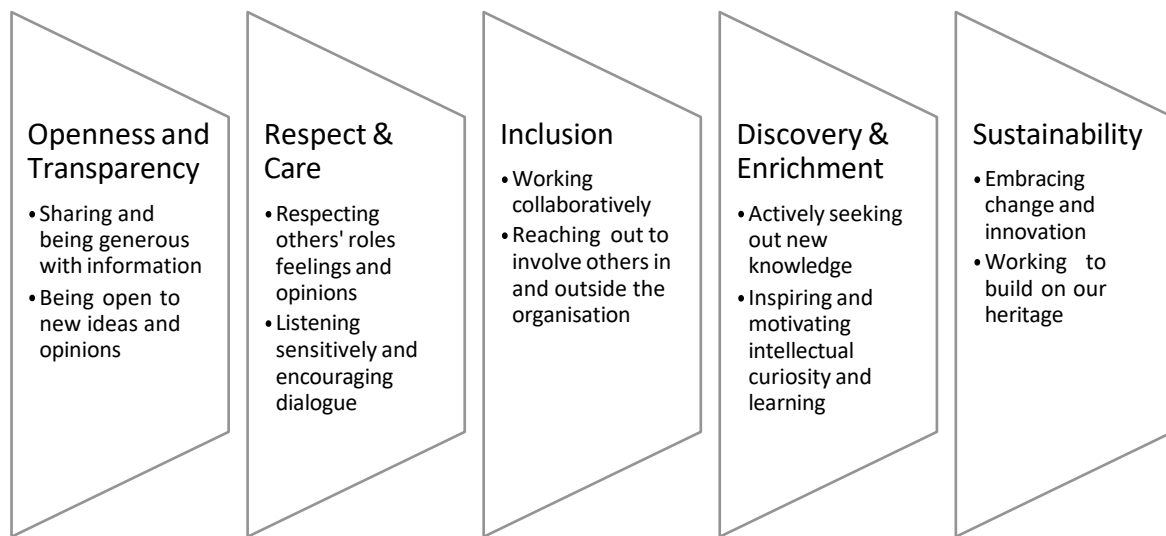 Openness and
Transparency
• Sharing and
being generous
with information
• Being open to
new ideas and
opinions
Respect &
Care
• Respecting
others' roles
feelings and
opinions
• Listening
sensitively and
encouraging
dialogue
Inclusion
• Working
collaboratively
• Reaching out to
involve others in
and outside the
organisation
Discovery &
Enrichment
• Actively seeking
out new
knowledge
• Inspiring and
motivating
intellectual
curiosity and
learning
Sustainability
• Embracing
change and
innovation
• Working to
build on our
heritage